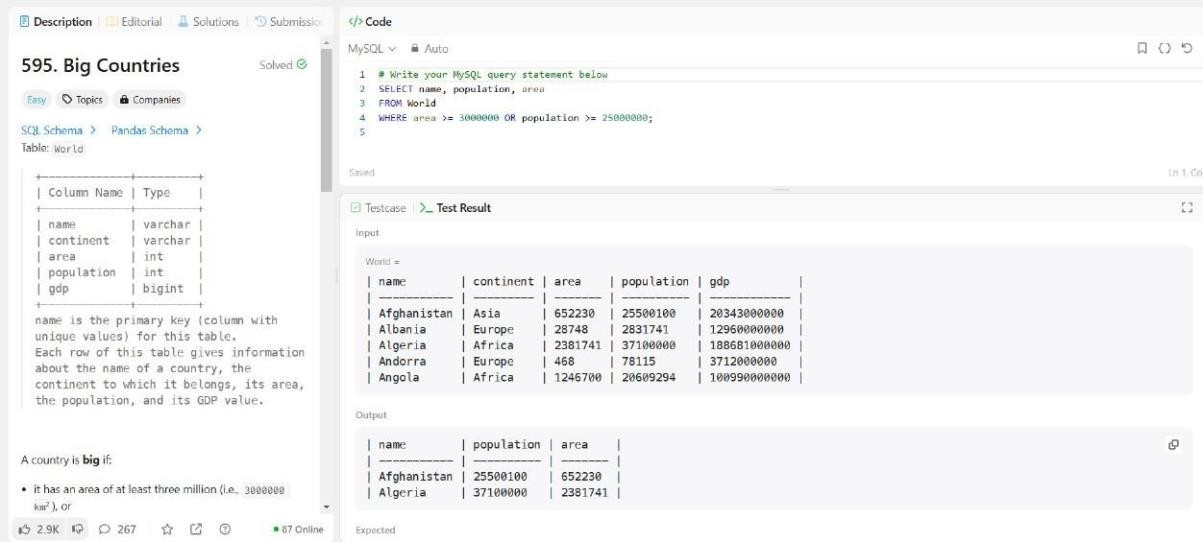 Description | Editorial | Solutions | Submissio
595. Big Countries
Solved
Easy Topics Companies
SQL Schema > Pandas Schema >
Table: World
+-------------+---------+
| Column Name | Type    |
+-------------+---------+
| name        | varchar |
| continent   | varchar |
| area        | int     |
| population  | int     |
| gdp         | bigint  |
+-------------+---------+
name is the primary key (column with
unique values) for this table.
Each row of this table gives information
about the name of a country, the
continent to which it belongs, its area,
the population, and its GDP value.
A country is big if:
• it has an area of at least three million (i.e., 3000000
km²), or
2.9K 267 87 Online
</> Code
MySQL Auto
1 # Write your MySQL query statement below
2 SELECT name, population, area
3 FROM World
4 WHERE area >= 3000000 OR population >= 25000000;
5
Saved Ln 1, Co
Testcase | >_ Test Result
Input
World =
| name        | continent | area    | population | gdp          |
| ----------- | --------- | ------- | ---------- | ------------ |
| Afghanistan | Asia      | 652230  | 25500100   | 20343000000  |
| Albania     | Europe    | 28748   | 2831741    | 12960000000  |
| Algeria     | Africa    | 2381741 | 37100000   | 188681000000 |
| Andorra     | Europe    | 468     | 78115      | 3712000000   |
| Angola      | Africa    | 1246700 | 20609294   | 100990000000 |
Output
| name        | population | area    |
| ----------- | ---------- | ------- |
| Afghanistan | 25500100   | 652230  |
| Algeria     | 37100000   | 2381741 |
Expected